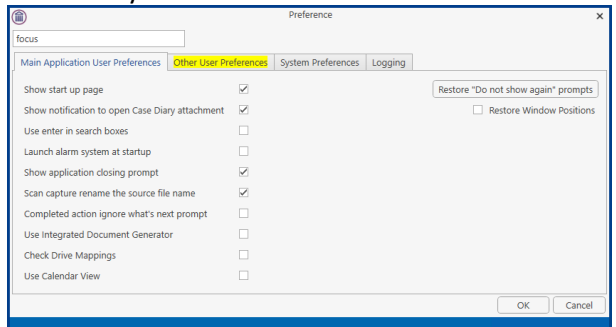 Preference
focus
Main Application User Preferences Other User Preferences System Preferences Logging
Show start up page Restore "Do not show again" prompts
Show notification to open Case Diary attachment Restore Window Positions
Use enter in search boxes
Launch alarm system at startup
Show application closing prompt
Scan capture rename the source file name
Completed action ignore what's next prompt
Use Integrated Document Generator
Check Drive Mappings
Use Calendar View
OK Cancel